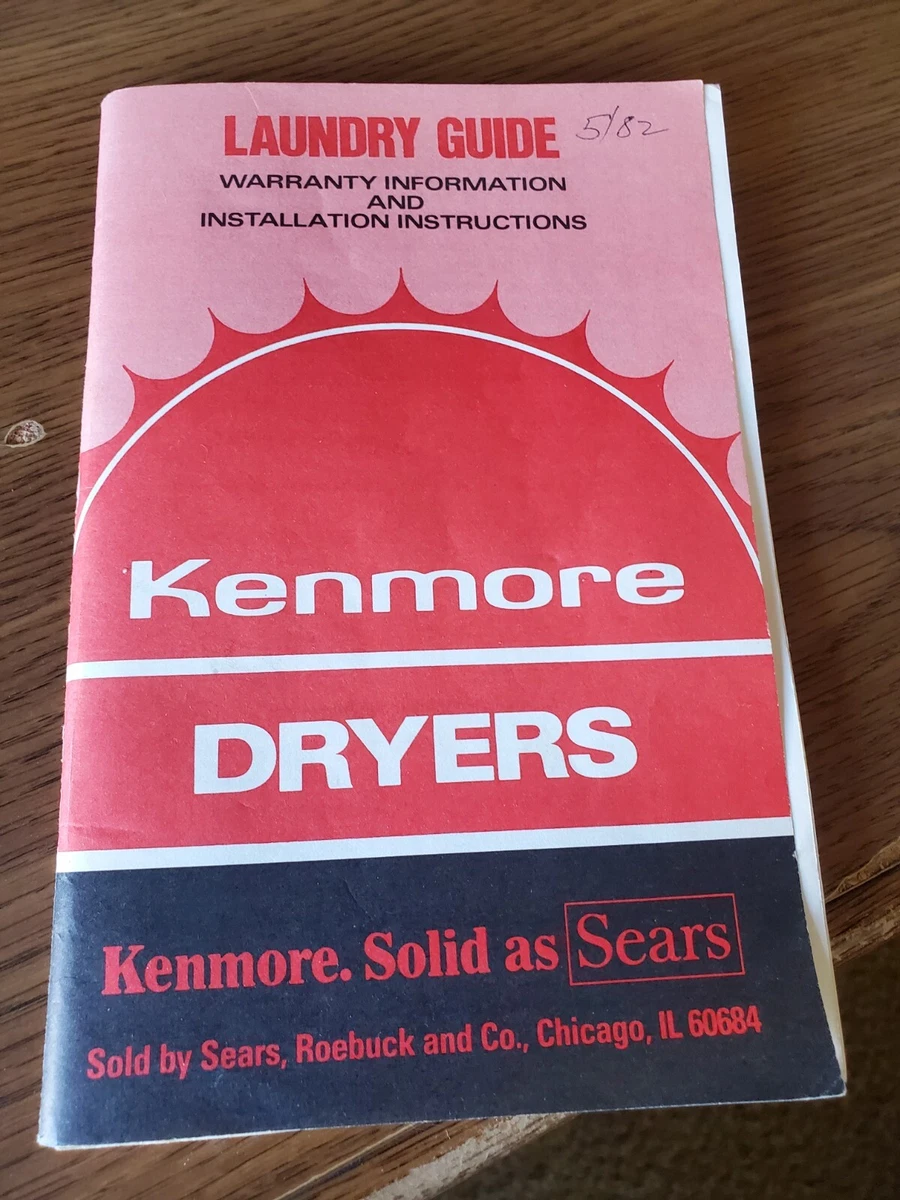 LAUNDRY GUIDE 5/82
WARRANTY INFORMATION
AND
INSTALLATION INSTRUCTIONS
Kenmore
DRYERS
Kenmore. Solid as Sears
Sold by Sears, Roebuck and Co., Chicago, IL 60684